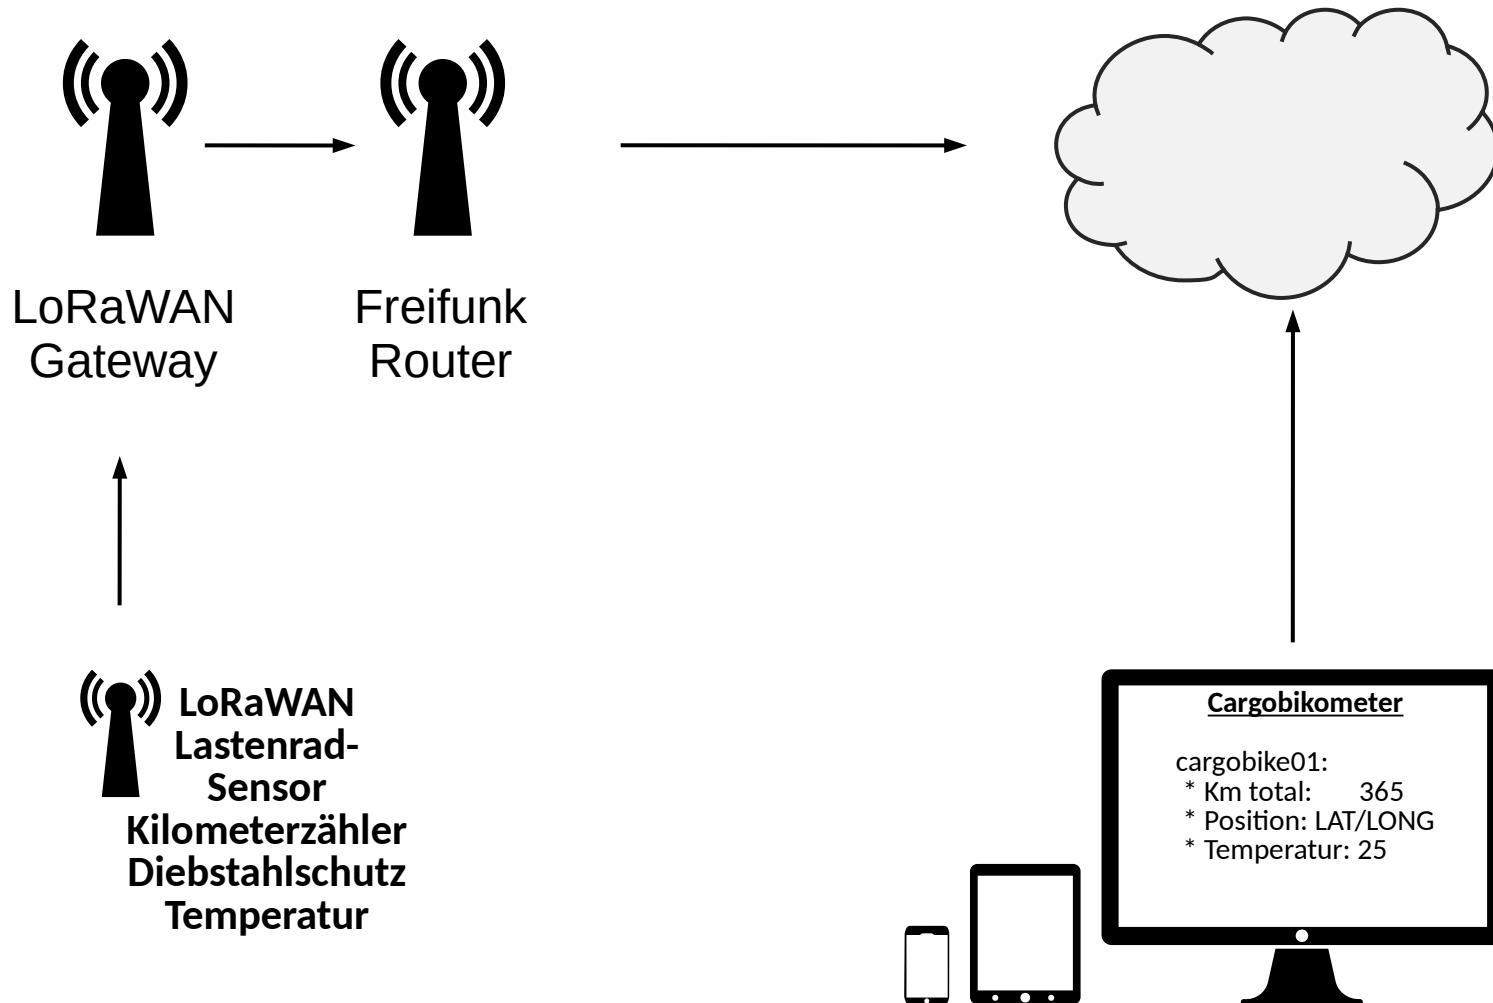 LoRaWAN
Gateway
Freifunk
Router
LoRaWAN
Lastenrad-
Sensor
Kilometerzähler
Diebstahlschutz
Temperatur
Cargobikometer
cargobike01:
* Km total: 365
* Position: LAT/LONG
* Temperatur: 25